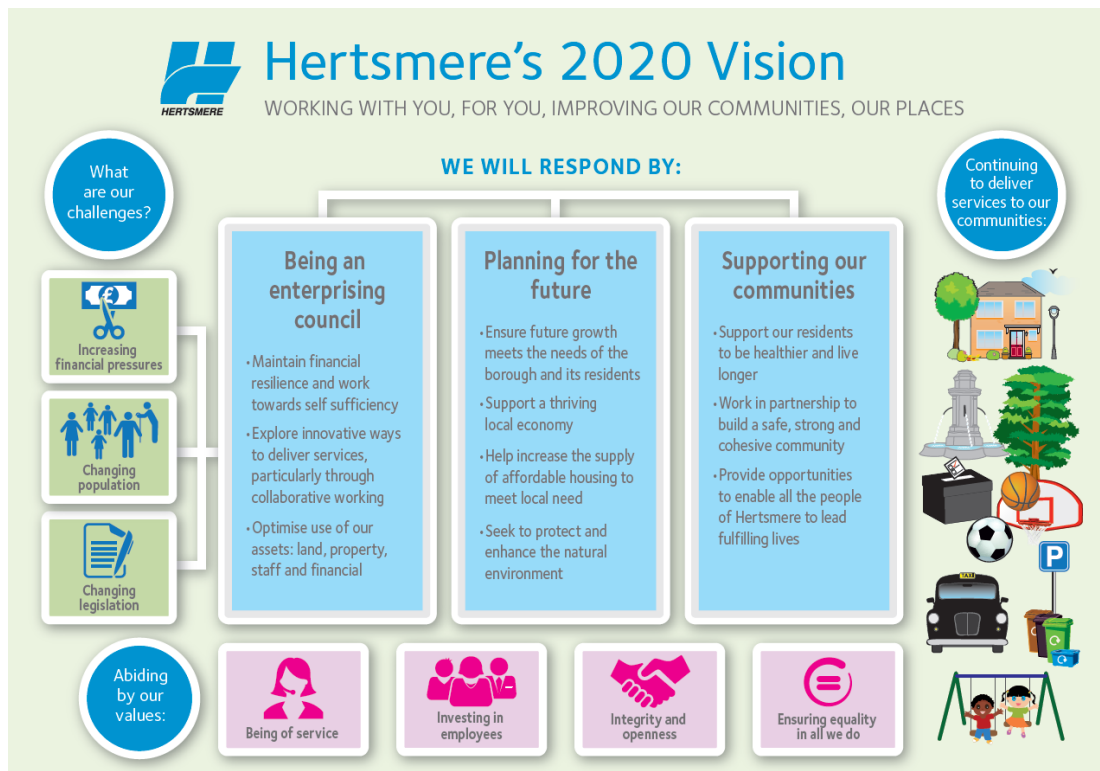 Hertsmere's 2020 Vision
HERTSMERE
WORKING WITH YOU, FOR YOU, IMPROVING OUR COMMUNITIES, OUR PLACES
What
are our
challenges?
Increasing
financial pressures
Changing
population
Changing
legislation
WE WILL RESPOND BY:
Being an
enterprising
council
•Maintain financial
resilience and work
towards self sufficiency
•Explore innovative ways
to deliver services,
particularly through
collaborative working
•Optimise use of our
assets: land, property,
staff and financial
Planning for the
future
•Ensure future growth
meets the needs of the
borough and its residents
•Support a thriving
local economy
•Help increase the supply
of affordable housing to
meet local need
•Seek to protect and
enhance the natural
environment
Supporting our
communities
•Support our residents
to be healthier and live
longer
•Work in partnership to
build a safe, strong and
cohesive community
•Provide opportunities
to enable all the people
of Hertsmere to lead
fulfilling lives
Continuing
to deliver
services to our
communities:
P
TAXI
Abiding
by our
values:
Being of service
Investing in
employees
Integrity and
openness
Ensuring equality
in all we do